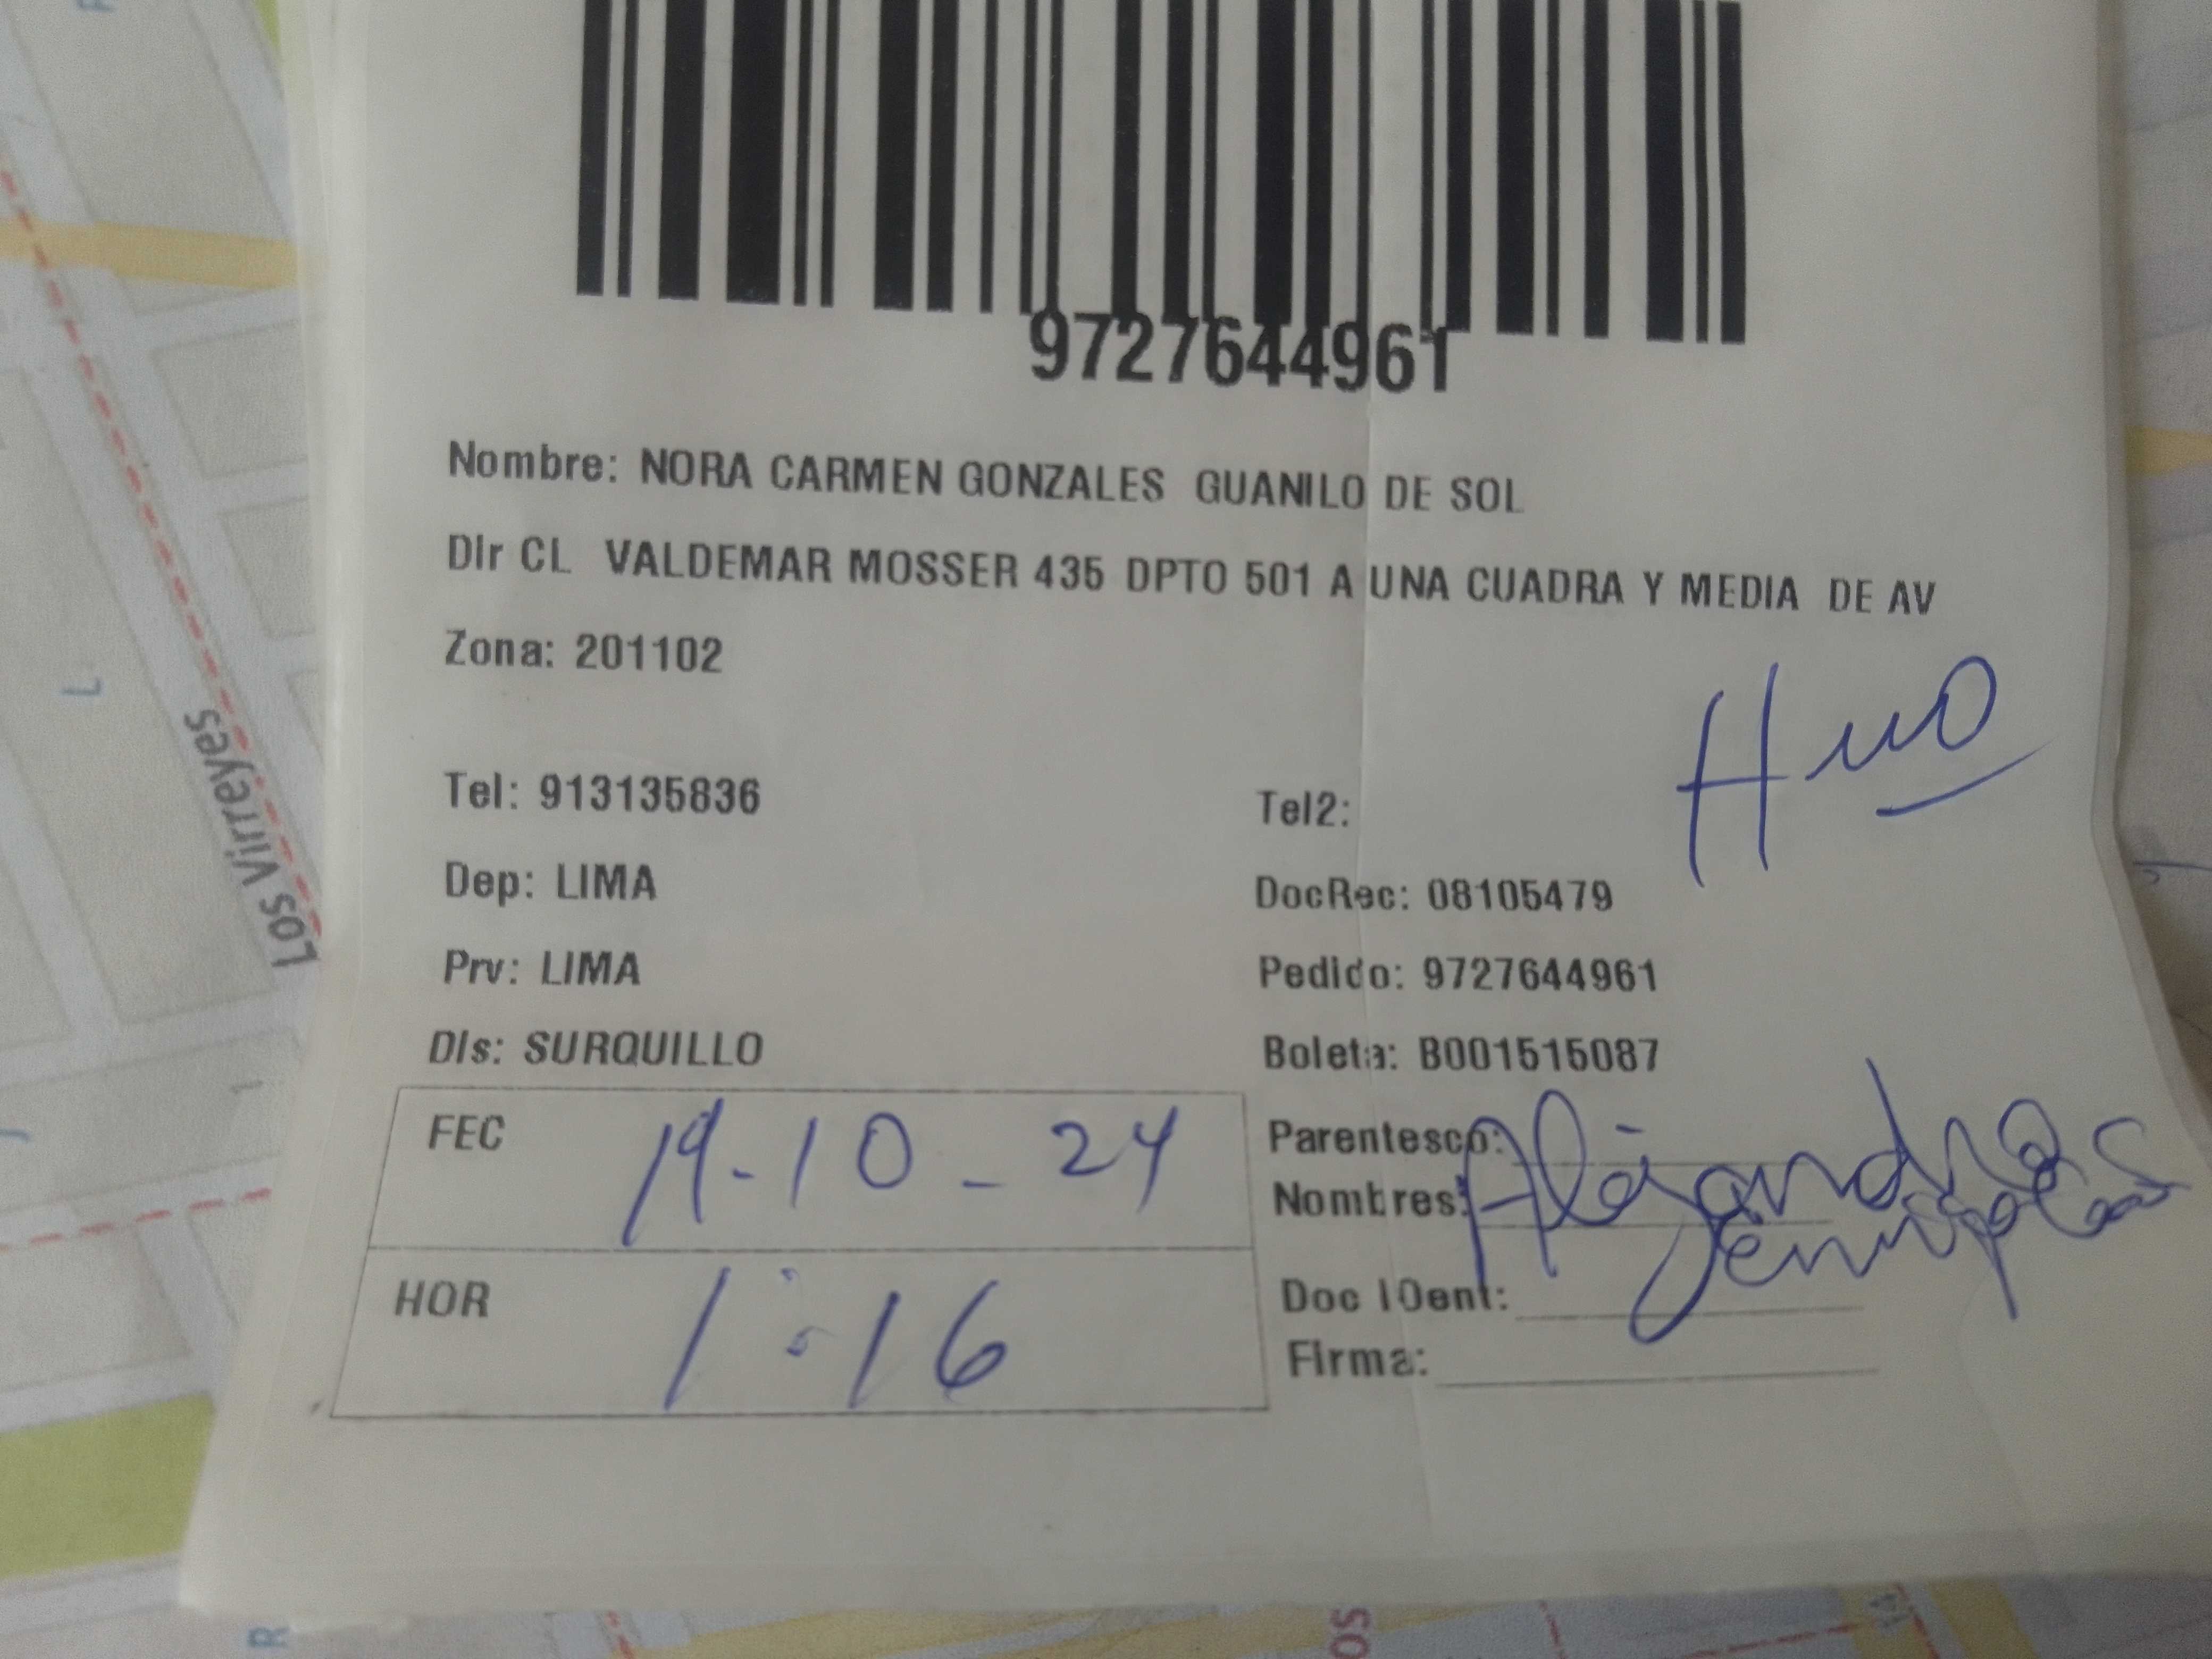 9727644961
Nombre: NORA CARMEN GONZALES GUANILO DE SOL
Dir CL VALDEMAR MOSSER 435 DPTO 501 A UNA CUADRA Y MEDIA DE AV
Zona: 201102
Hno
Tel: 913135836 Tel2:
Dep: LIMA DocRec: 08105479
Prv: LIMA Pedido: 9727644961
Dis: SURQUILLO Boleta: B001515087
FEC 19-10-24 Parentesco:
Nombres: Alejandro
HOR 1:16 Doc IDent:
Firma:
Los Virreyes
L
R
OS